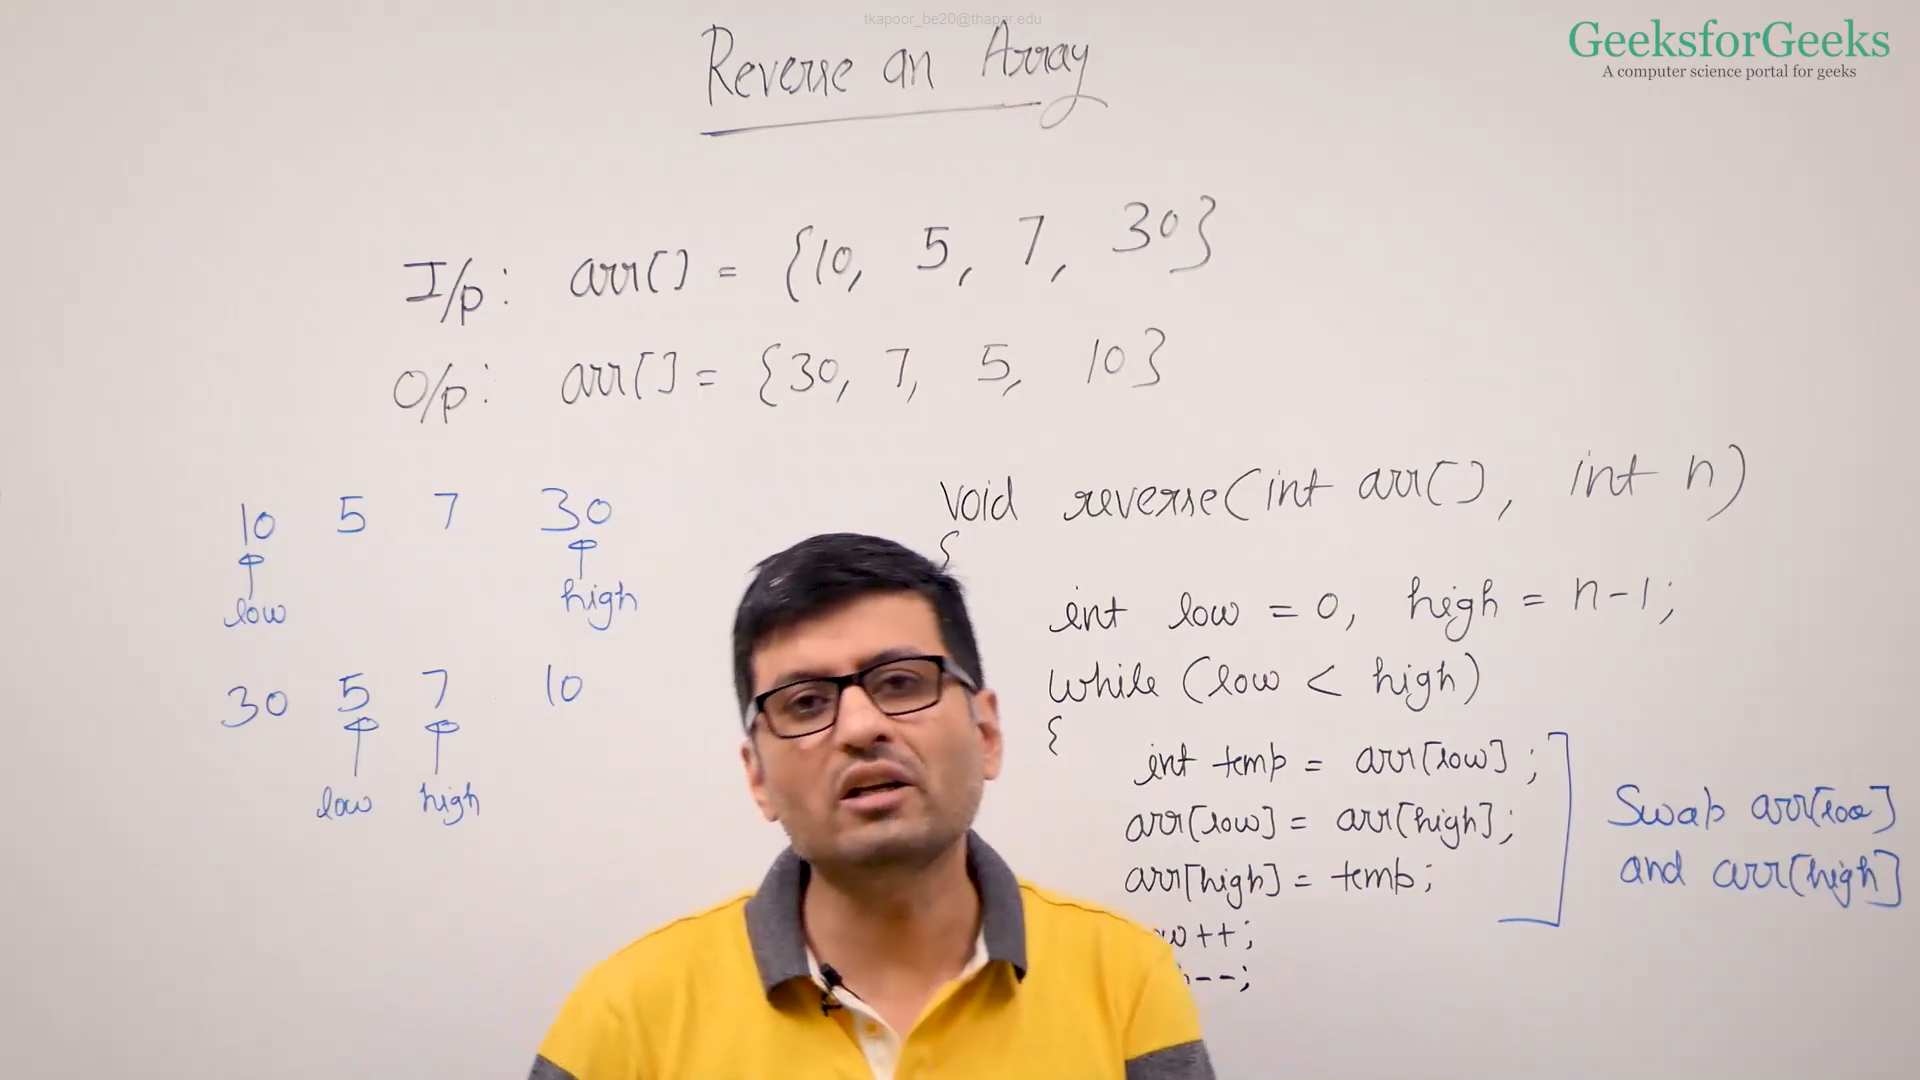 tkapoor_be20@thapar.edu
GeeksforGeeks
A computer science portal for geeks
Reverse an Array
I/p: arr[] = {10, 5, 7, 30}
O/p: arr[] = {30, 7, 5, 10}
10 5 7 30
low high
30 5 7 10
low high
void reverse(int arr[], int n)
{
int low = 0, high = n-1;
while (low < high)
{
int temp = arr[low];
arr[low] = arr[high];
arr[high] = temp;
w++;
--;
Swap arr[low]
and arr[high]